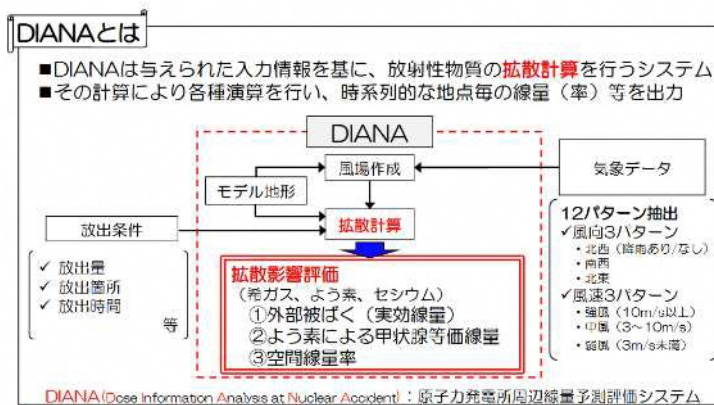 DIANAとは
■DIANAは与えられた入力情報を基に、放射性物質の拡散計算を行うシステム
■その計算により各種演算を行い、時系列的な地点毎の線量（率）等を出力
DIANA
風場作成
気象データ
モデル地形
放出条件
拡散計算
✓ 放出量
✓ 放出箇所
✓ 放出時間
等
拡散影響評価
（希ガス、よう素、セシウム）
①外部被ばく（実効線量）
②よう素による甲状腺等価線量
③空間線量率
12パターン抽出
✓風向3パターン
・北西（降雨あり/なし）
・南西
・北東
✓風速3パターン
・強風（10m/s以上）
・中風（3～10m/s）
・弱風（3m/s未満）
DIANA(Dose Information Analysis at Nuclear Accident)：原子力発電所周辺線量予測評価システム